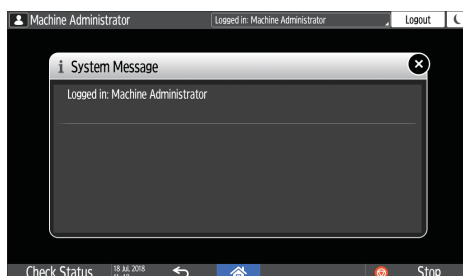 Machine Administrator
Logged in: Machine Administrator
Logout
i System Message
Logged in: Machine Administrator
Check Status
18 JUL 2018
Stop